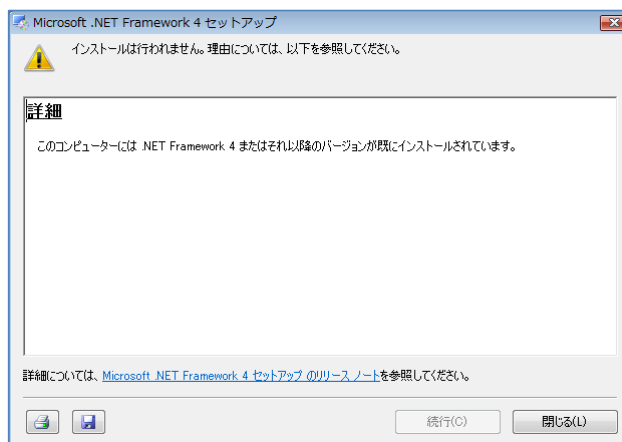 Microsoft .NET Framework 4 セットアップ
インストールは行われません。理由については、以下を参照してください。
詳細
このコンピューターには .NET Framework 4 またはそれ以降のバージョンが既にインストールされています。
詳細については、Microsoft .NET Framework 4 セットアップ のリリース ノートを参照してください。
続行(C)
閉じる(L)